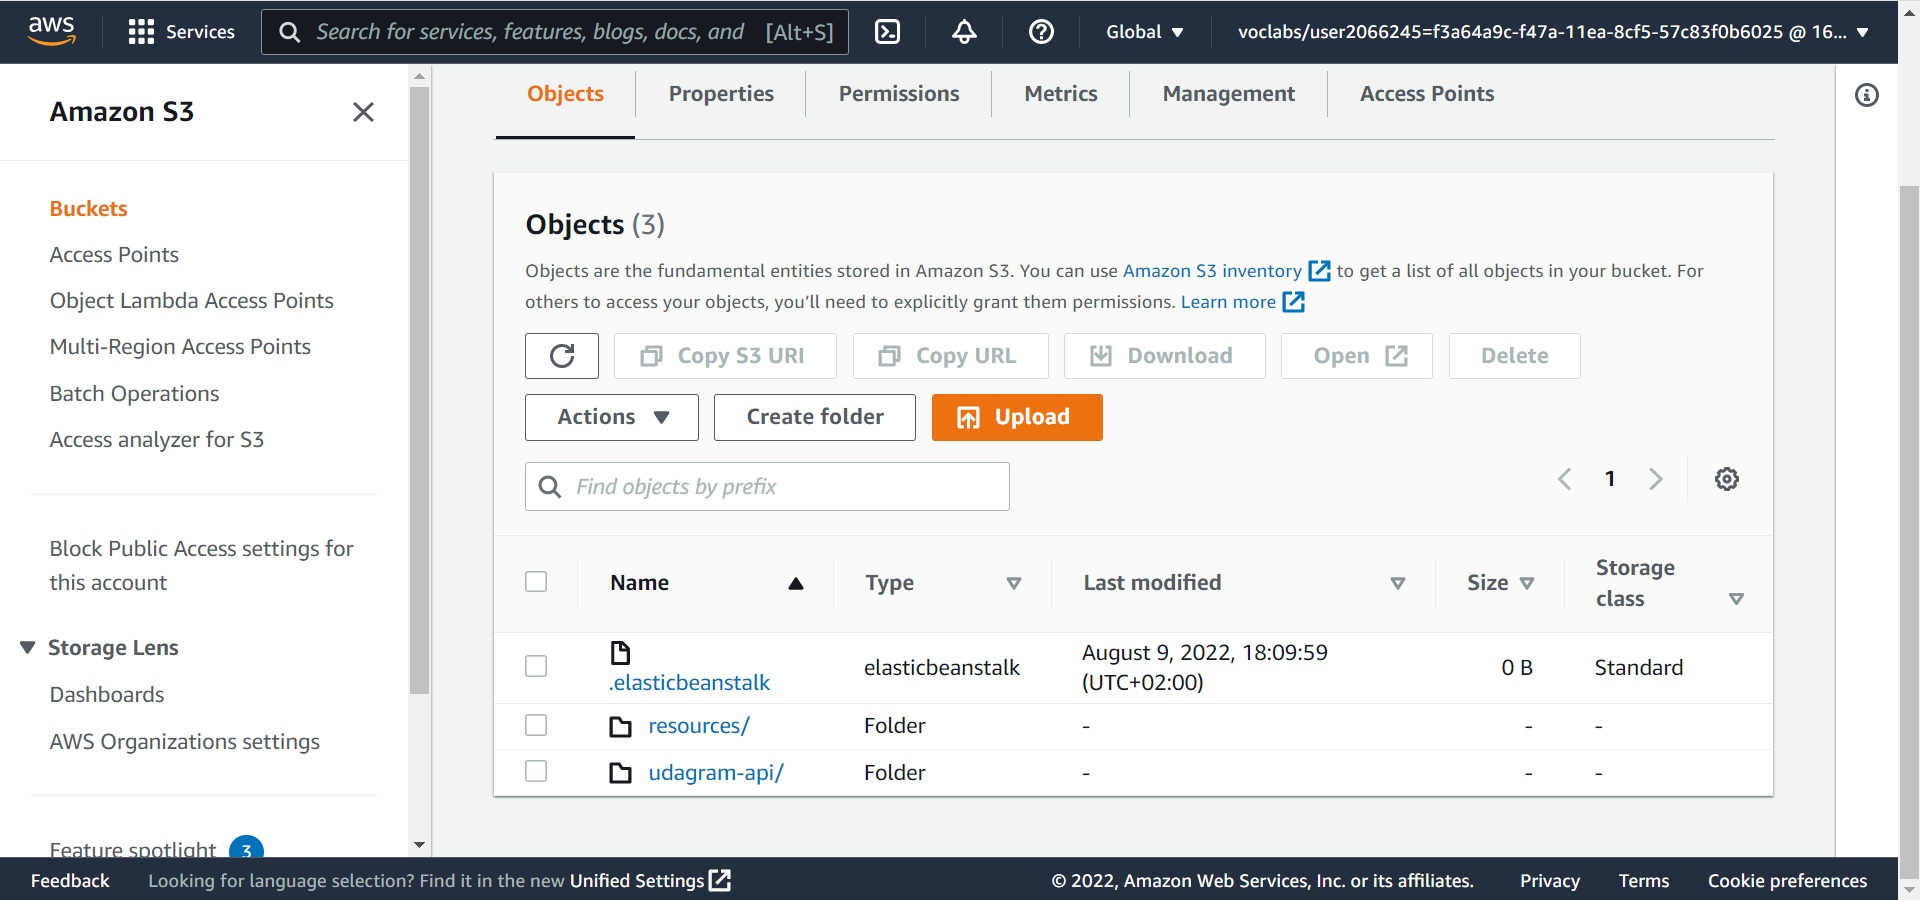 aws
Services
Search for services, features, blogs, docs, and [Alt+S]
Global
voclabs/user2066245=f3a64a9c-f47a-11ea-8cf5-57c83f0b6025 @ 16...
Amazon S3
Buckets
Access Points
Object Lambda Access Points
Multi-Region Access Points
Batch Operations
Access analyzer for S3
Block Public Access settings for
this account
Storage Lens
Dashboards
AWS Organizations settings
Feature spotlight 3
Objects
Properties
Permissions
Metrics
Management
Access Points
Objects (3)
Objects are the fundamental entities stored in Amazon S3. You can use Amazon S3 inventory to get a list of all objects in your bucket. For
others to access your objects, you’ll need to explicitly grant them permissions. Learn more
Copy S3 URI
Copy URL
Download
Open
Delete
Actions
Create folder
Upload
Find objects by prefix
1
Name
Type
Last modified
Size
Storage
class
.elasticbeanstalk
elasticbeanstalk
August 9, 2022, 18:09:59
(UTC+02:00)
0 B
Standard
resources/
Folder
-
-
-
udagram-api/
Folder
-
-
-
Feedback
Looking for language selection? Find it in the new Unified Settings
© 2022, Amazon Web Services, Inc. or its affiliates.
Privacy
Terms
Cookie preferences